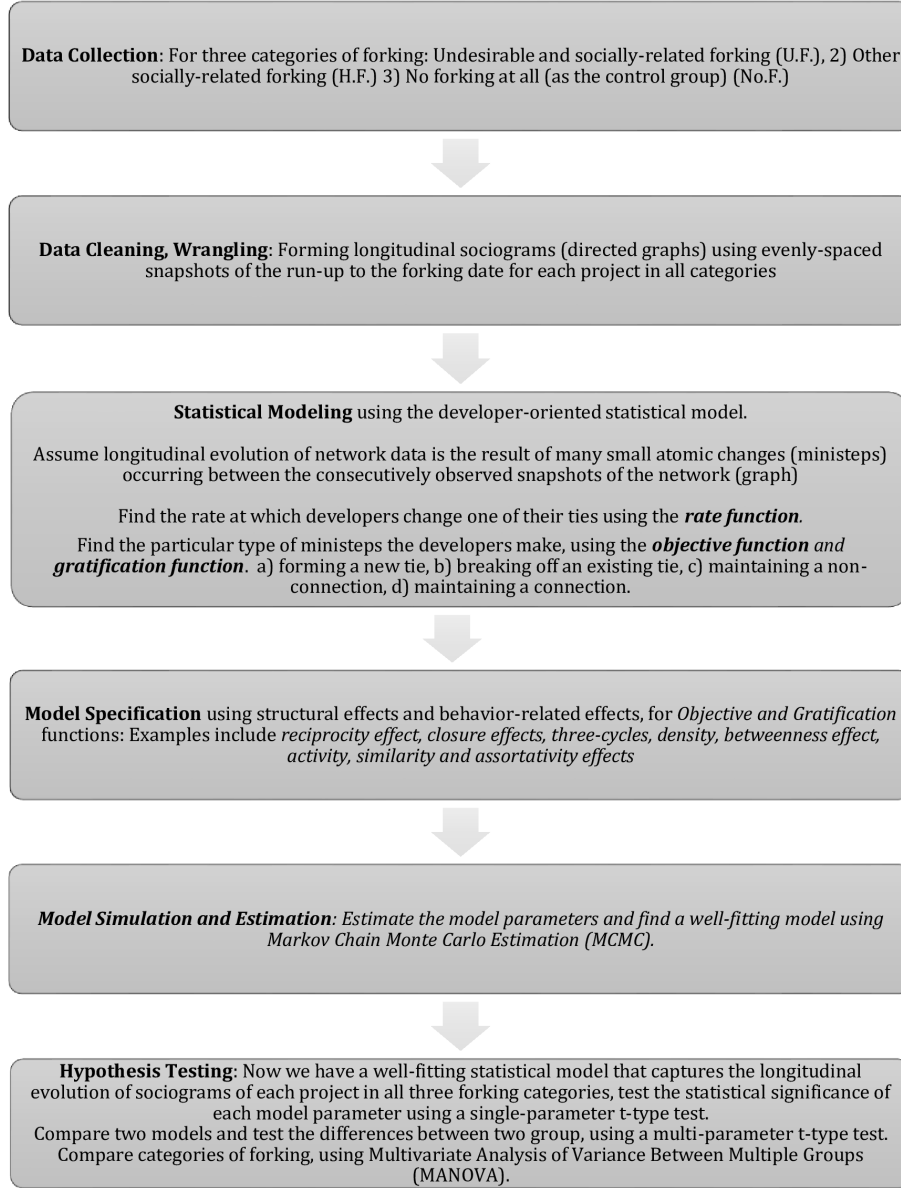 Data Collection: For three categories of forking: Undesirable and socially-related forking (U.F.), 2) Other
socially-related forking (H.F.) 3) No forking at all (as the control group) (No.F.)
Data Cleaning, Wrangling: Forming longitudinal sociograms (directed graphs) using evenly-spaced
snapshots of the run-up to the forking date for each project in all categories
Statistical Modeling using the developer-oriented statistical model.
Assume longitudinal evolution of network data is the result of many small atomic changes (ministeps)
occurring between the consecutively observed snapshots of the network (graph)
Find the rate at which developers change one of their ties using the rate function.
Find the particular type of ministeps the developers make, using the objective function and
gratification function. a) forming a new tie, b) breaking off an existing tie, c) maintaining a non-
connection, d) maintaining a connection.
Model Specification using structural effects and behavior-related effects, for Objective and Gratification
functions: Examples include reciprocity effect, closure effects, three-cycles, density, betweenness effect,
activity, similarity and assortativity effects
Model Simulation and Estimation: Estimate the model parameters and find a well-fitting model using
Markov Chain Monte Carlo Estimation (MCMC).
Hypothesis Testing: Now we have a well-fitting statistical model that captures the longitudinal
evolution of sociograms of each project in all three forking categories, test the statistical significance of
each model parameter using a single-parameter t-type test.
Compare two models and test the differences between two group, using a multi-parameter t-type test.
Compare categories of forking, using Multivariate Analysis of Variance Between Multiple Groups
(MANOVA).